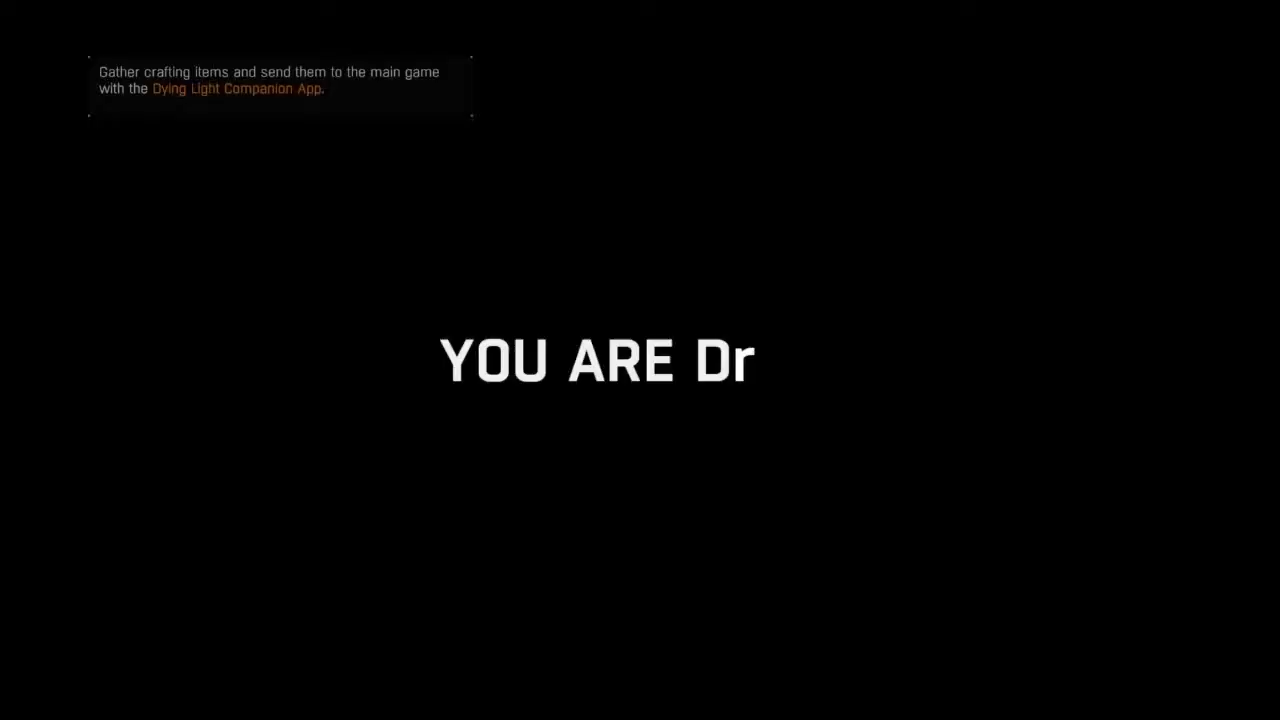 Gather crafting items and send them to the main game
with the Dying Light Companion App.
YOU ARE Dr